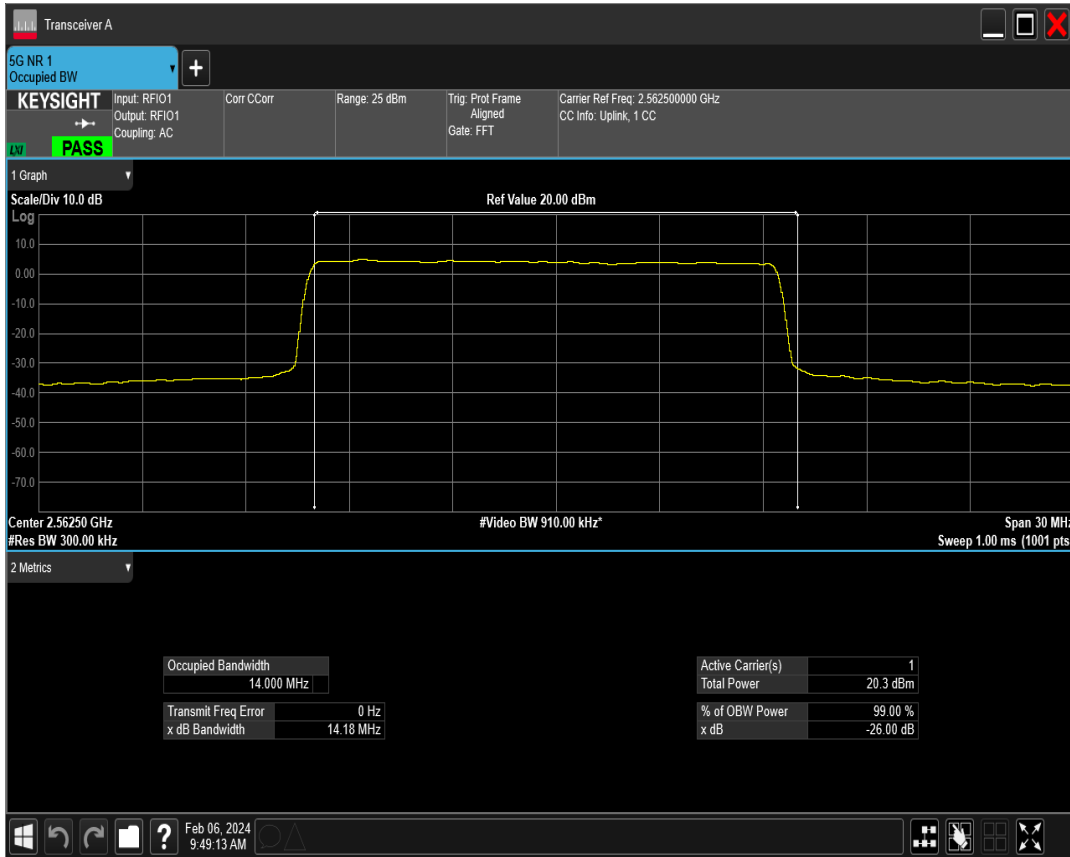 Transceiver A
5G NR 1
Occupied BW
KEYSIGHT
LXI
PASS
Input: RFIO1
Output: RFIO1
Coupling: AC
Corr CCorr
Range: 25 dBm
Trig: Prot Frame
Aligned
Gate: FFT
Carrier Ref Freq: 2.562500000 GHz
CC Info: Uplink, 1 CC
1 Graph
Scale/Div 10.0 dB
Ref Value 20.00 dBm
Log
10.0
0.00
-10.0
-20.0
-30.0
-40.0
-50.0
-60.0
-70.0
Center 2.56250 GHz
#Video BW 910.00 kHz*
Span 30 MHz
#Res BW 300.00 kHz
Sweep 1.00 ms (1001 pts
2 Metrics
Occupied Bandwidth
14.000 MHz
Transmit Freq Error 0 Hz
x dB Bandwidth 14.18 MHz
Active Carrier(s) 1
Total Power 20.3 dBm
% of OBW Power 99.00 %
x dB -26.00 dB
?
Feb 06, 2024
9:49:13 AM